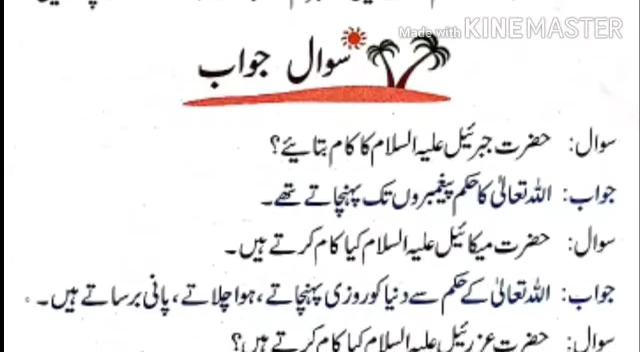 Made with KINEMASTER
سوال جواب
سوال: حضرت جبرئیل علیہ السلام کا کام بتائیے؟
جواب: اللہ تعالیٰ کا حکم پیغمبروں تک پہنچاتے تھے۔
سوال: حضرت میکائیل علیہ السلام کیا کام کرتے ہیں۔
جواب: اللہ تعالیٰ کے حکم سے دنیا کو روزی پہنچاتے، ہوا چلاتے، پانی برساتے ہیں۔
سوال: حضرت عزرئیل علیہ السلام کیا کام کرتے ہیں؟